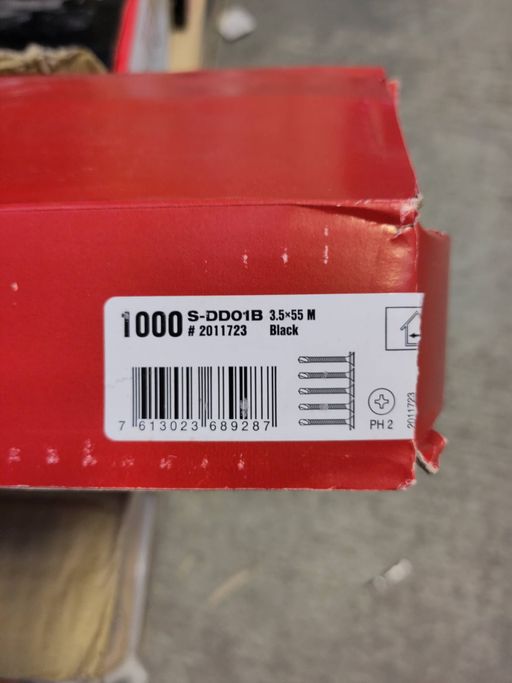 1000 S-DD01B 3.5×55 M
# 2011723 Black
7 613023 689287
PH 2
2011723